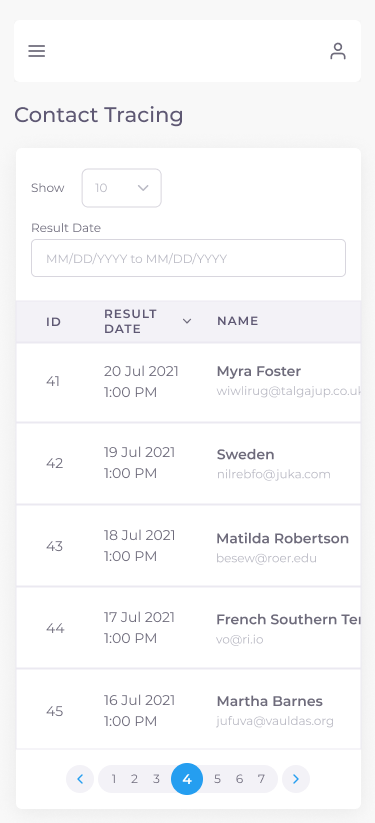 Contact Tracing
Show 10
Result Date
MM/DD/YYYY to MM/DD/YYYY
ID RESULT DATE NAME
41 20 Jul 2021 1:00 PM Myra Foster
wiwlirug@talgajup.co.uk
42 19 Jul 2021 1:00 PM Sweden
nilrebfo@juka.com
43 18 Jul 2021 1:00 PM Matilda Robertson
besew@roer.edu
44 17 Jul 2021 1:00 PM French Southern Ter
vo@ri.io
45 16 Jul 2021 1:00 PM Martha Barnes
jufuva@vauldas.org
1 2 3 4 5 6 7